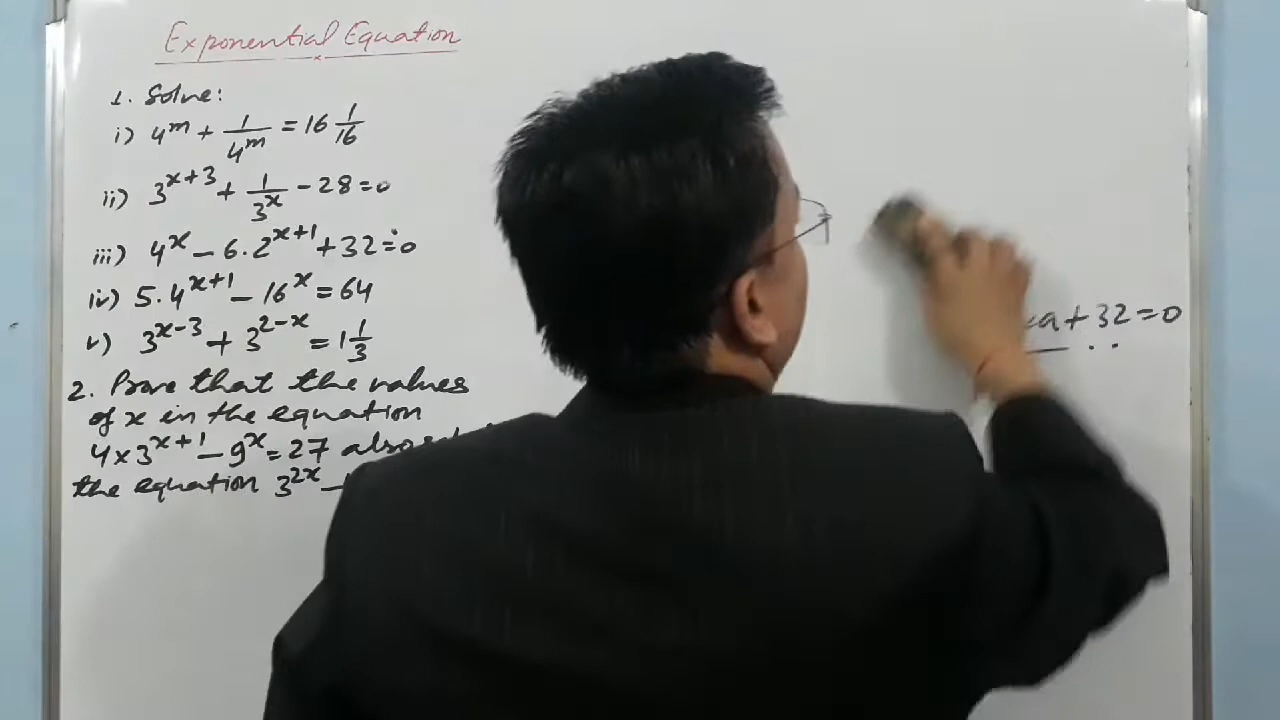 Exponential Equation
1. Solve:
i) 4^m + 1/4^m = 16 1/16
ii) 3^(x+3) + 1/3^x - 28 = 0
iii) 4^x - 6.2^(x+1) + 32 = 0
iv) 5.4^(x+1) - 16^x = 64
v) 3^(x-3) + 3^(2-x) = 1 1/3
2. Prove that the values
of x in the equation
4 × 3^(x+1) - 9^x = 27 also
the equation 3^(2x) -
a + 32 = 0